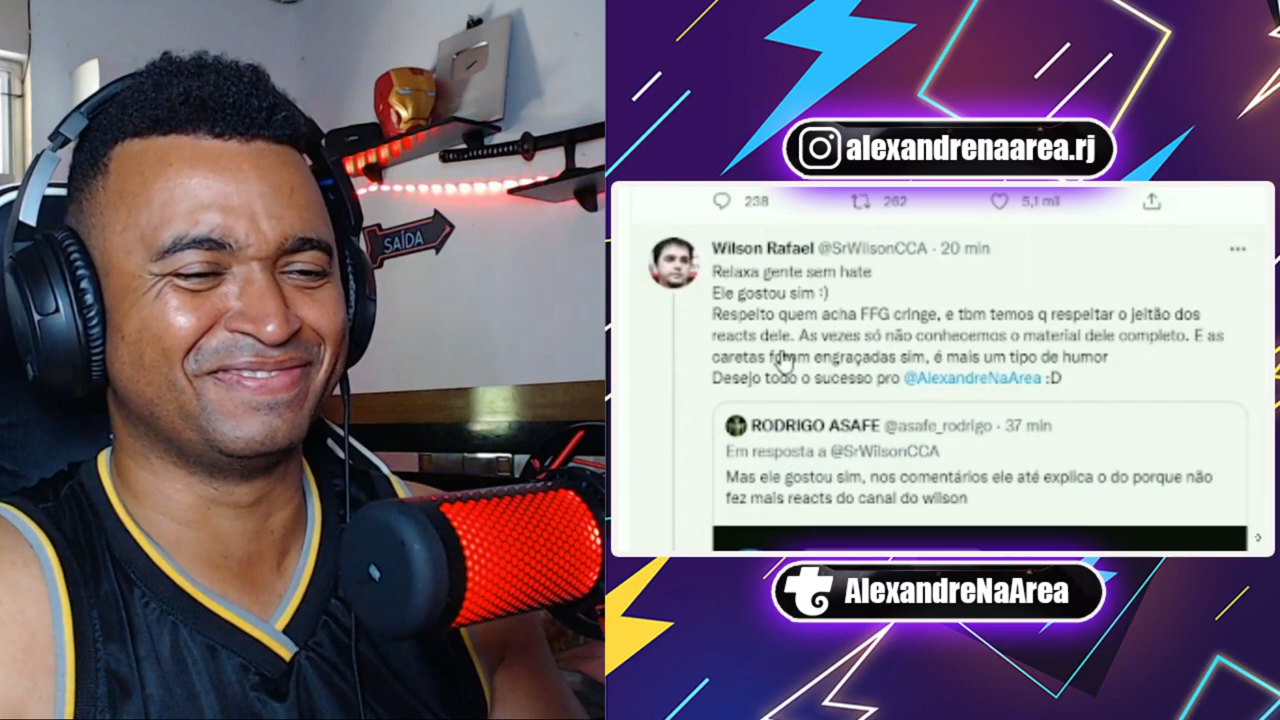 SAÍDA
alexandrenaarea.rj
238 262 5,1 mil
Wilson Rafael @SrWilsonCCA · 20 min
Relaxa gente sem hate
Ele gostou sim :)
Respeito quem acha FFG cringe, e tbm temos q respeitar o jeitão dos
reacts dele. As vezes só não conhecemos o material dele completo. E as
caretas foram engraçadas sim, é mais um tipo de humor
Desejo todo o sucesso pro @AlexandreNaArea :D
RODRIGO ASAFE @asafe_rodrigo · 37 min
Em resposta a @SrWilsonCCA
Mas ele gostou sim, nos comentários ele até explica o do porque não
fez mais reacts do canal do wilson
AlexandreNaArea